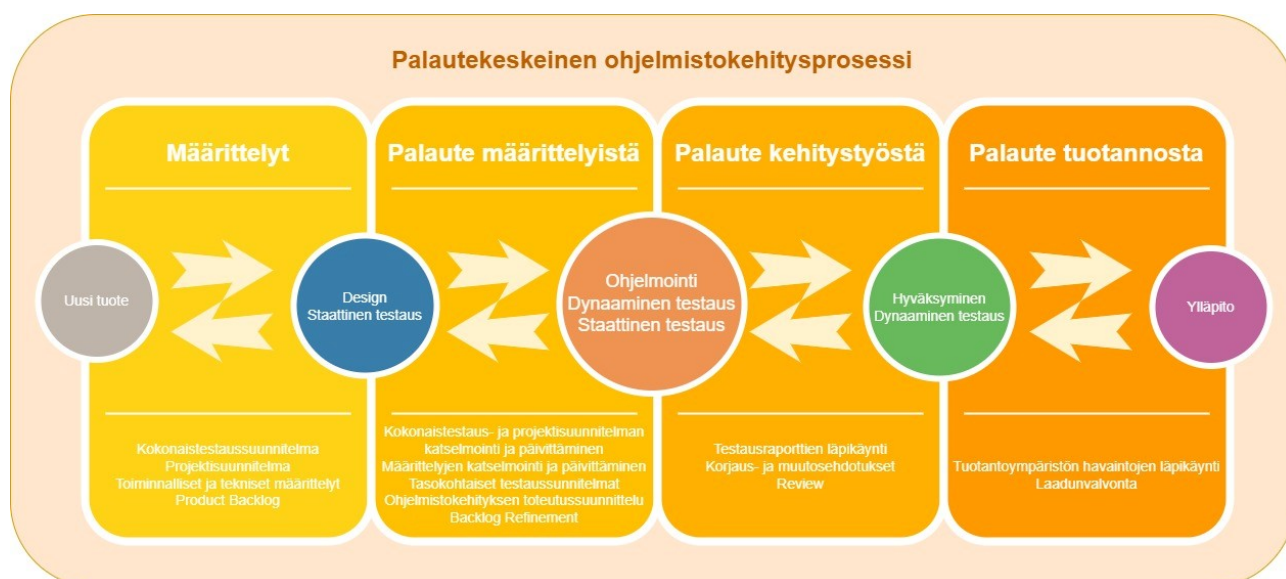 Palautekeskeinen ohjelmistokehitysprosessi
Määrittelyt
Palaute määrittelyistä
Palaute kehitystyöstä
Palaute tuotannosta
Uusi tuote
Design
Staattinen testaus
Ohjelmointi
Dynaaminen testaus
Staattinen testaus
Hyväksyminen
Dynaaminen testaus
Ylläpito
Kokonaistestaussuunnitelma
Projektisuunnitelma
Toiminnalliset ja tekniset määrittelyt
Product Backlog
Kokonaistestaus- ja projektisuunnitelman
katselmointi ja päivittäminen
Määrittelyjen katselmointi ja päivittäminen
Tasokohtaiset testaussunnitelmat
Ohjelmistokehityksen toteutussuunnittelu
Backlog Refinement
Testausraporttien läpikäynti
Korjaus- ja muutosehdotukset
Review
Tuotantoympäristön havaintojen läpikäynti
Laadunvalvonta